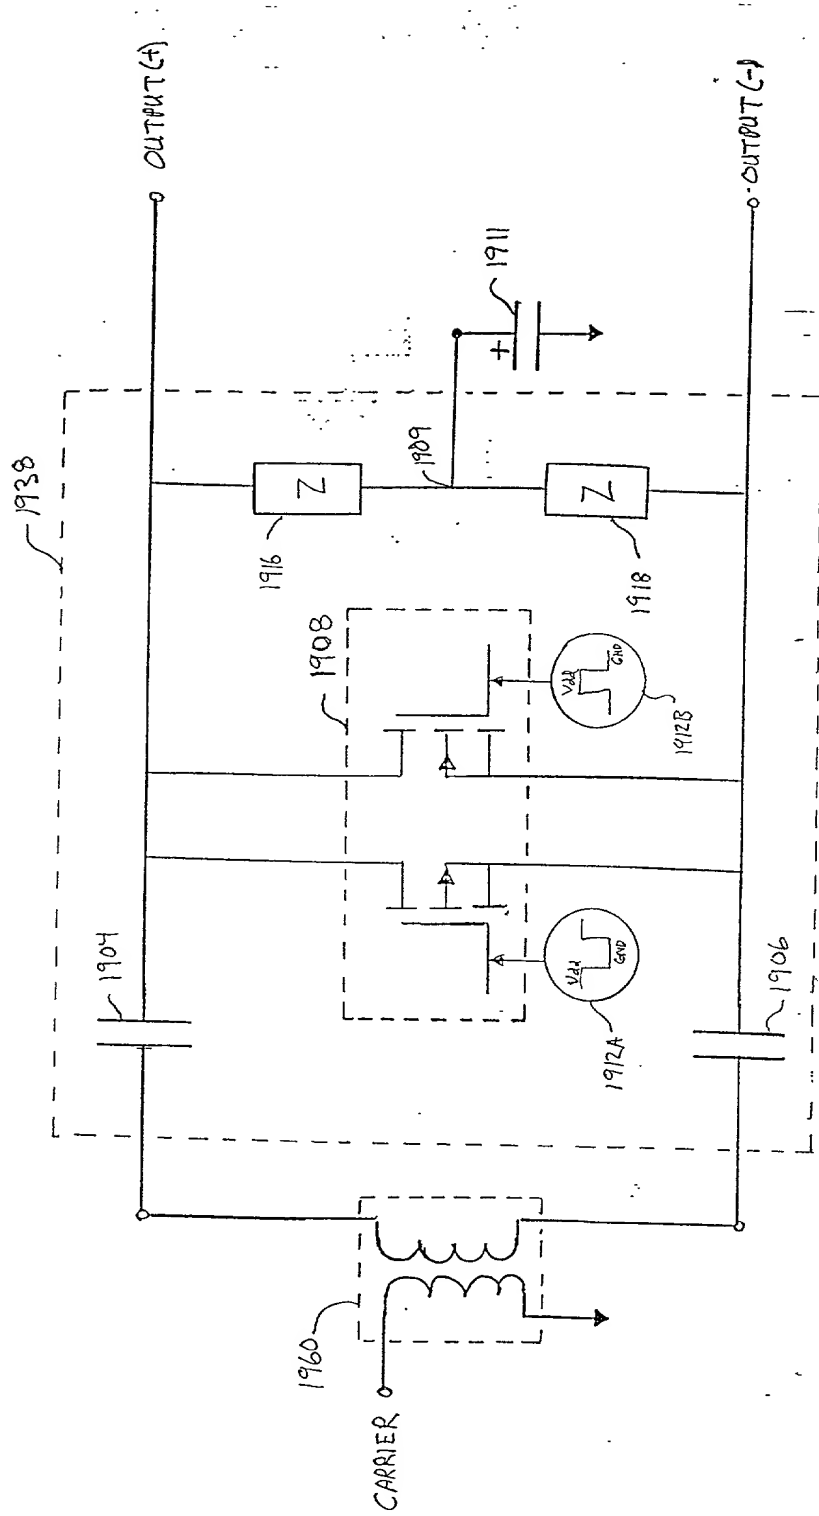 1938
OUTPUT(+)
1904
1908
1916
1909
1911
Z
Z
1960
CARRIER
Vdd
GND
1912A
Vdd
GND
1912B
1918
1906
OUTPUT(-)
+